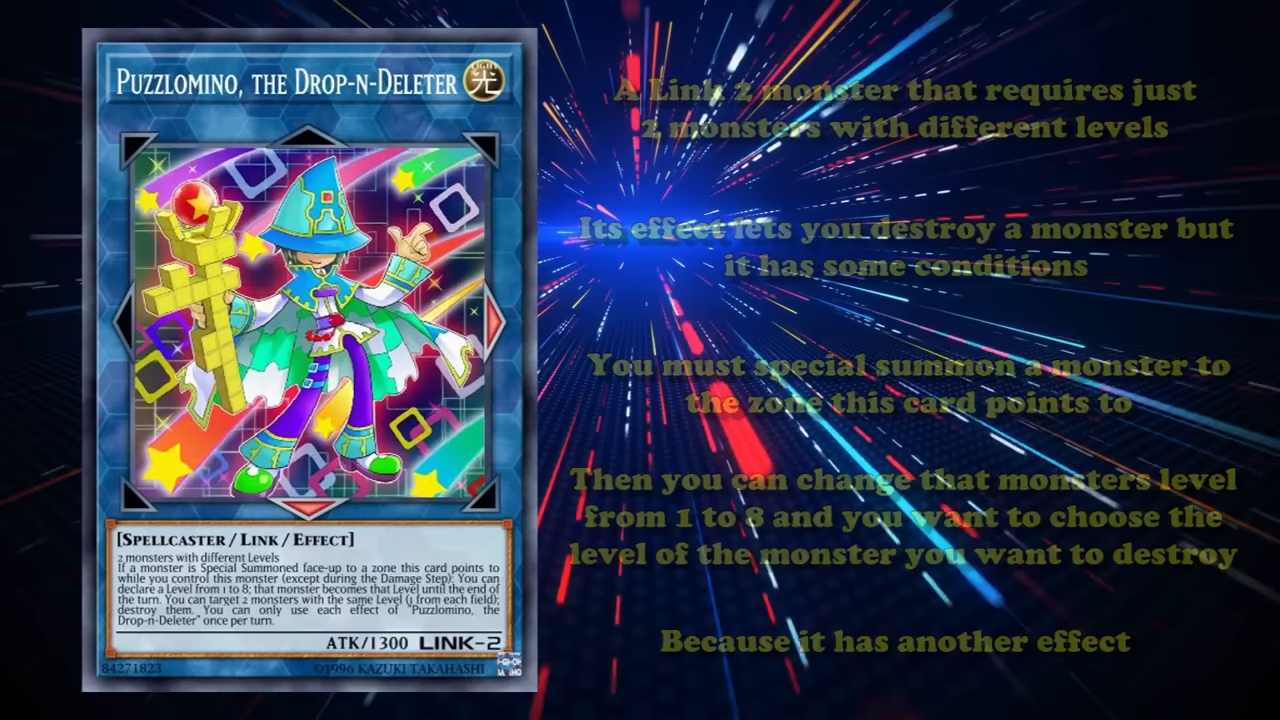 PUZZLOMINO, THE DROP-N-DELETER
LIGHT
光
[SPELLCASTER / LINK / EFFECT]
2 monsters with different Levels
If a monster is Special Summoned face-up to a zone this card points to
while you control this monster (except during the Damage Step): You can
declare a Level from 1 to 8; that monster becomes that Level until the end of
the turn. You can target 2 monsters with the same Level (1 from each field);
destroy them. You can only use each effect of "Puzzlomino, the
Drop-n-Deleter" once per turn.
ATK/1300 LINK-2
84271823
©1996 KAZUKI TAKAHASHI
A Link 2 monster that requires just
2 monsters with different levels
Its effect lets you destroy a monster but
it has some conditions
You must special summon a monster to
the zone this card points to
Then you can change that monsters level
from 1 to 8 and you want to choose the
level of the monster you want to destroy
Because it has another effect